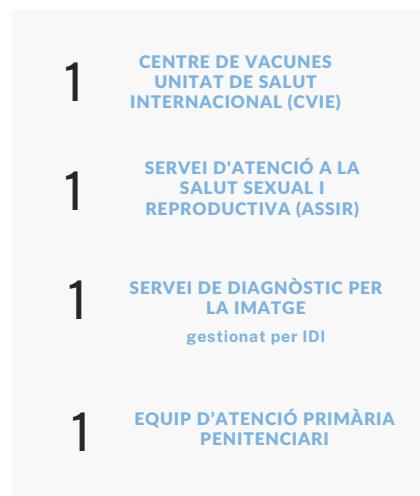 1
CENTRE DE VACUNES
UNITAT DE SALUT
INTERNACIONAL (CVIE)
1
SERVEI D'ATENCIÓ A LA
SALUT SEXUAL I
REPRODUCTIVA (ASSIR)
1
SERVEI DE DIAGNÒSTIC PER
LA IMATGE
gestionat per IDI
1
EQUIP D’ATENCIÓ PRIMÀRIA
PENITENCIARI